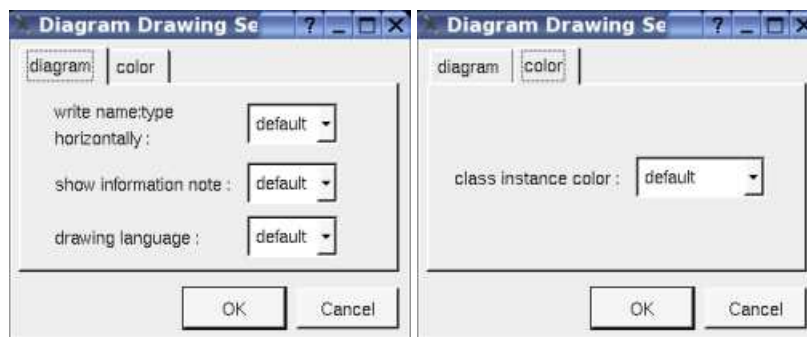 Diagram Drawing Se
diagram
color
write name:type
horizontally :
default
show information note :
default
drawing language :
default
OK
Cancel
Diagram Drawing Se
diagram
color
class instance color :
default
OK
Cancel